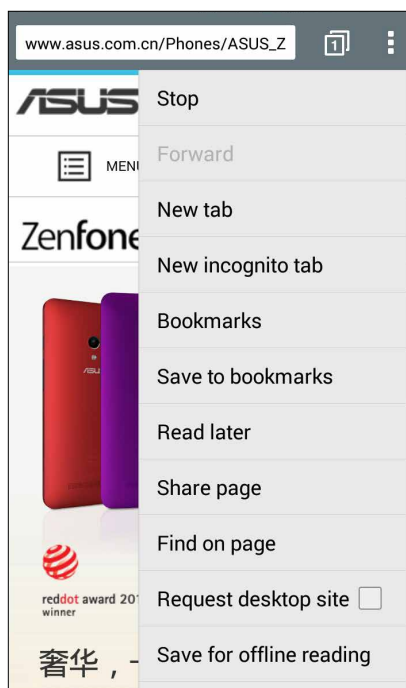 www.asus.com.cn/Phones/ASUS_Z
1
ASUS
Stop
Forward
MENU
New tab
Zenfone
New incognito tab
Bookmarks
Save to bookmarks
Read later
Share page
Find on page
reddot award 201
winner
Request desktop site
奢华，
Save for offline reading